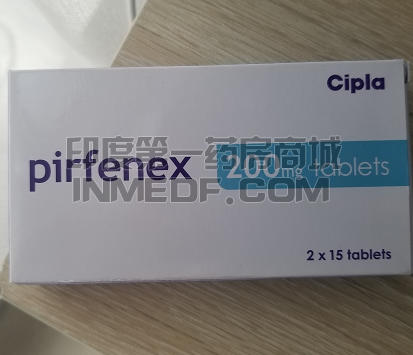 Cipla
印度第一药房商城
pirfenex 200mg tablets
INMEDF.COM
2 x 15 tablets